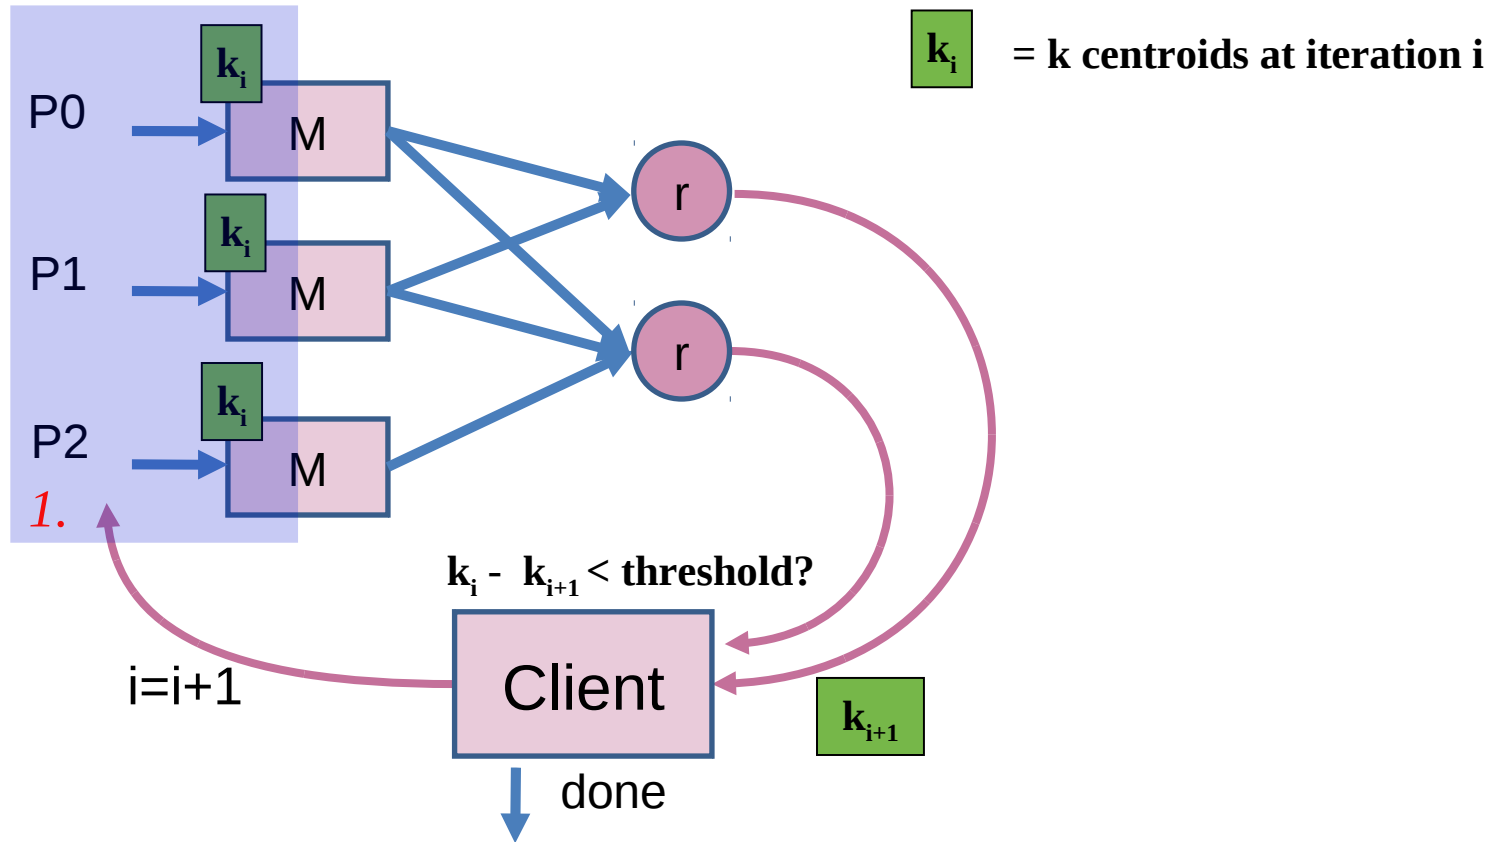 kᵢ
= k centroids at iteration i
P0
kᵢ
M
r
P1
kᵢ
M
r
P2
kᵢ
M
1.
kᵢ - kᵢ₊₁ < threshold?
i=i+1
Client
kᵢ₊₁
done